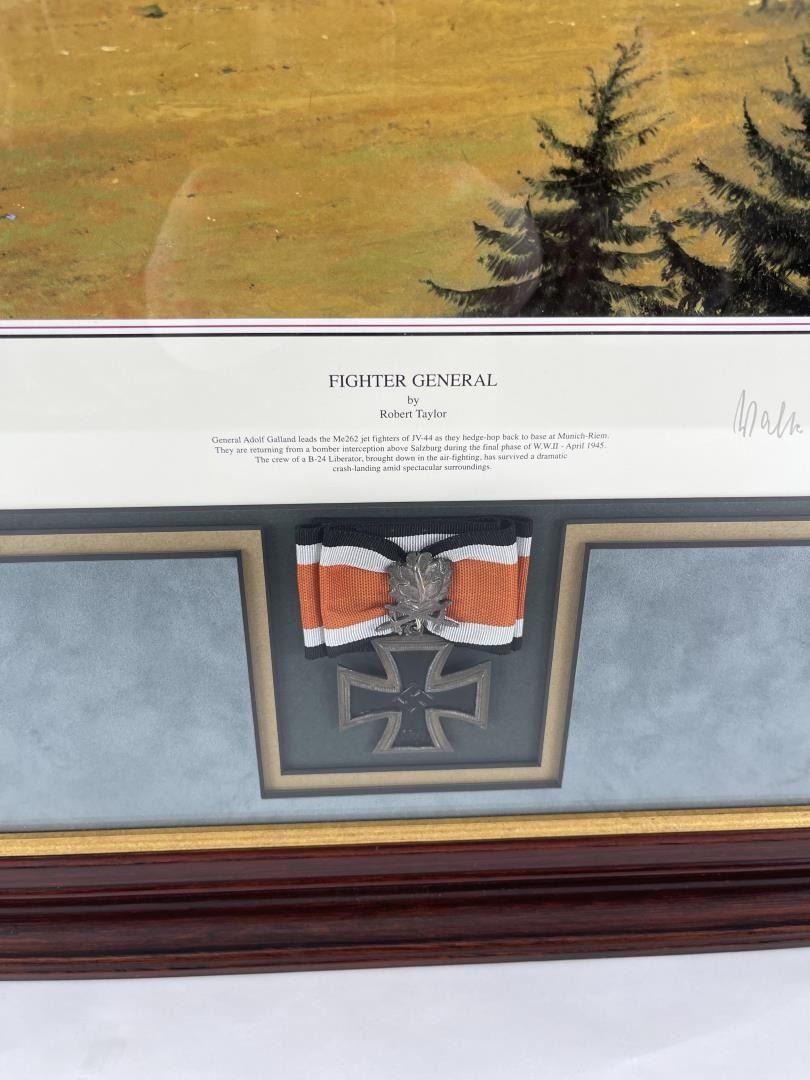 FIGHTER GENERAL
by
Robert Taylor
General Adolf Galland leads the Me262 jet fighters of JV-44 as they hedge-hop back to base at Munich-Riem.
They are returning from a bomber interception above Salzburg during the final phase of W.W.II - April 1945.
The crew of a B-24 Liberator, brought down in the air-fighting, has survived a dramatic
crash-landing amid spectacular surroundings.